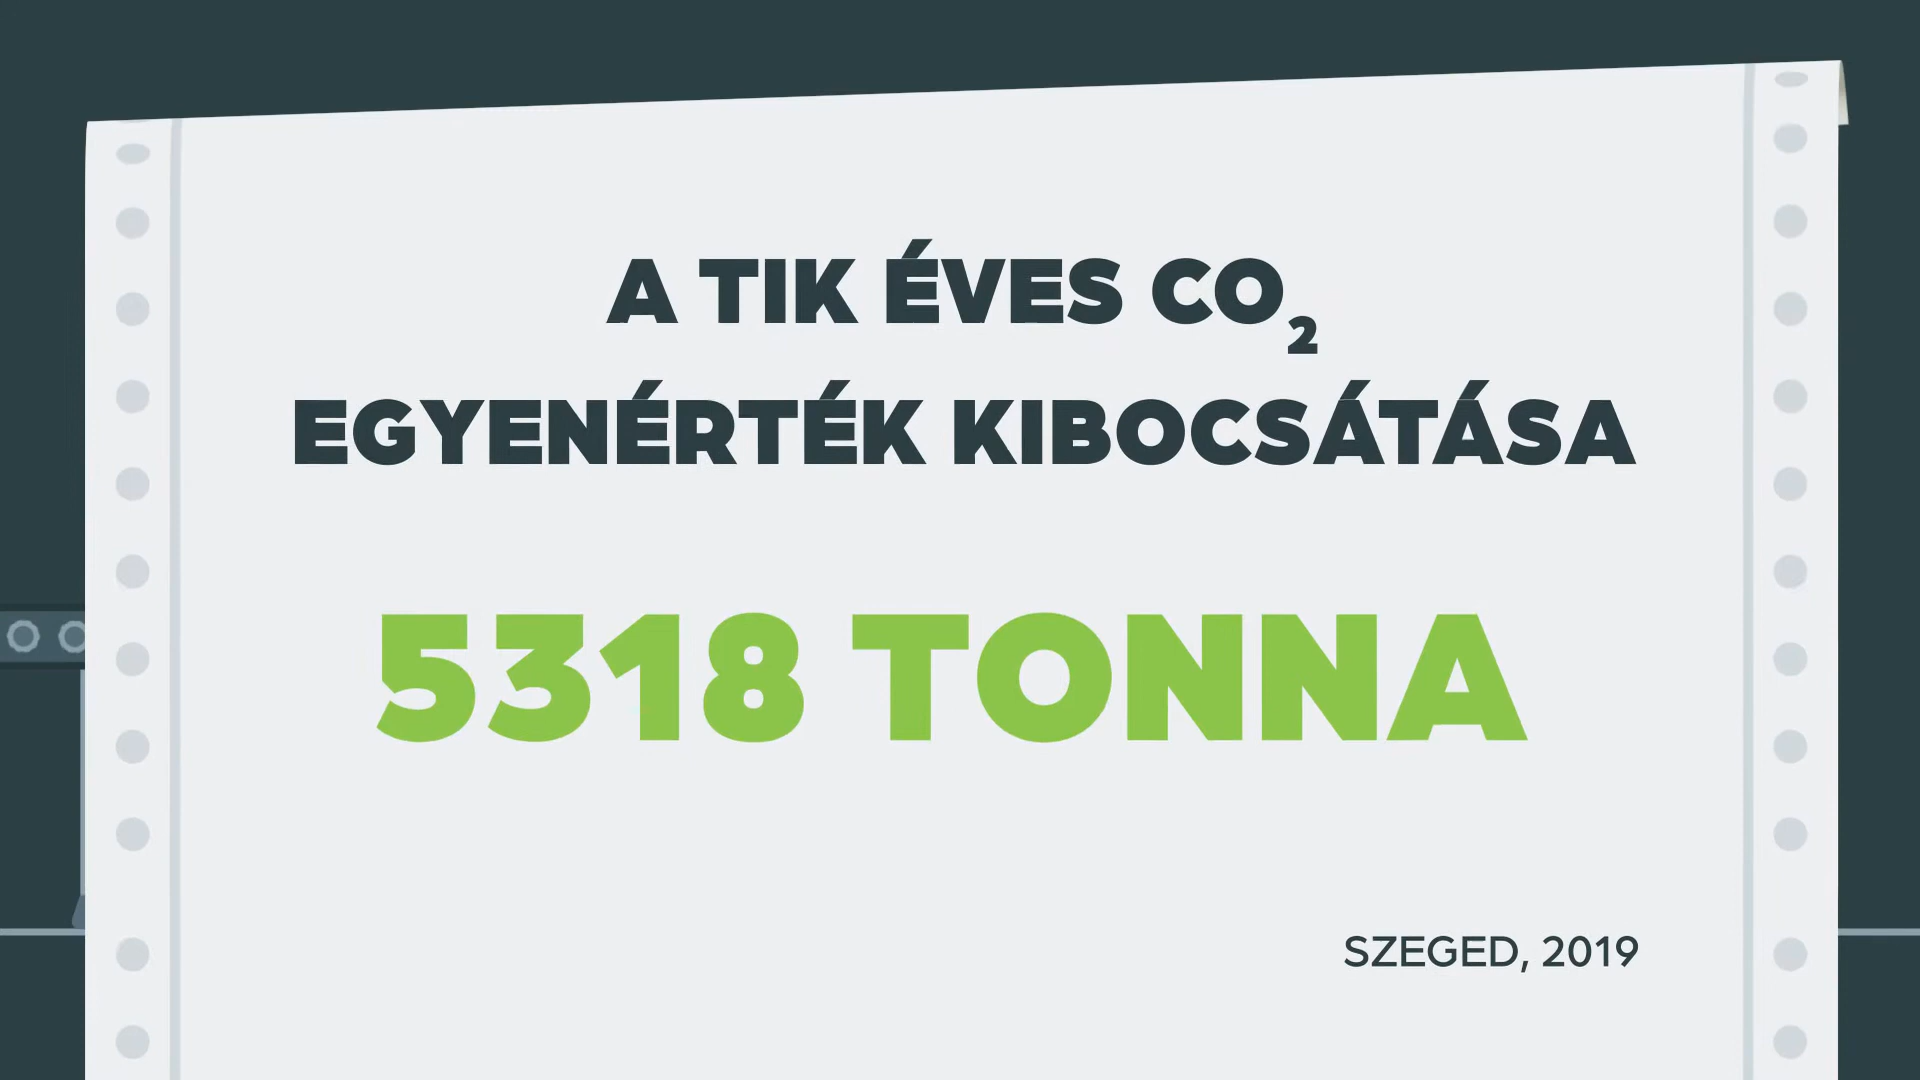 A TIK ÉVES CO₂
EGYENÉRTÉK KIBOCSÁTÁSA
5318 TONNA
SZEGED, 2019